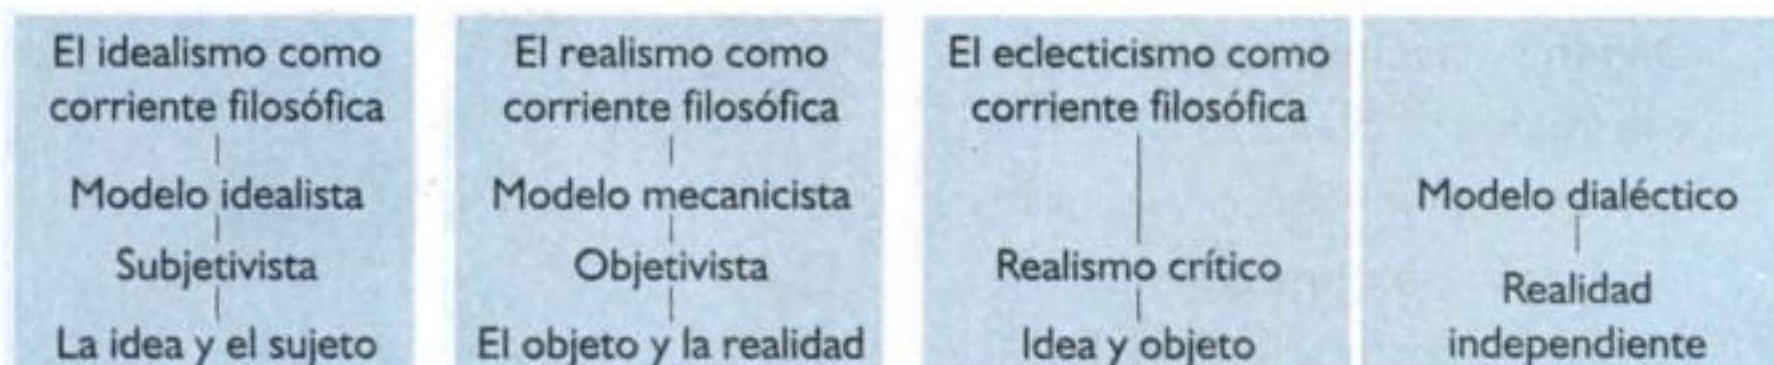 El idealismo como
corriente filosófica
Modelo idealista
Subjetivista
La idea y el sujeto
El realismo como
corriente filosófica
Modelo mecanicista
Objetivista
El objeto y la realidad
El eclecticismo como
corriente filosófica
Realismo crítico
Idea y objeto
Modelo dialéctico
Realidad
independiente